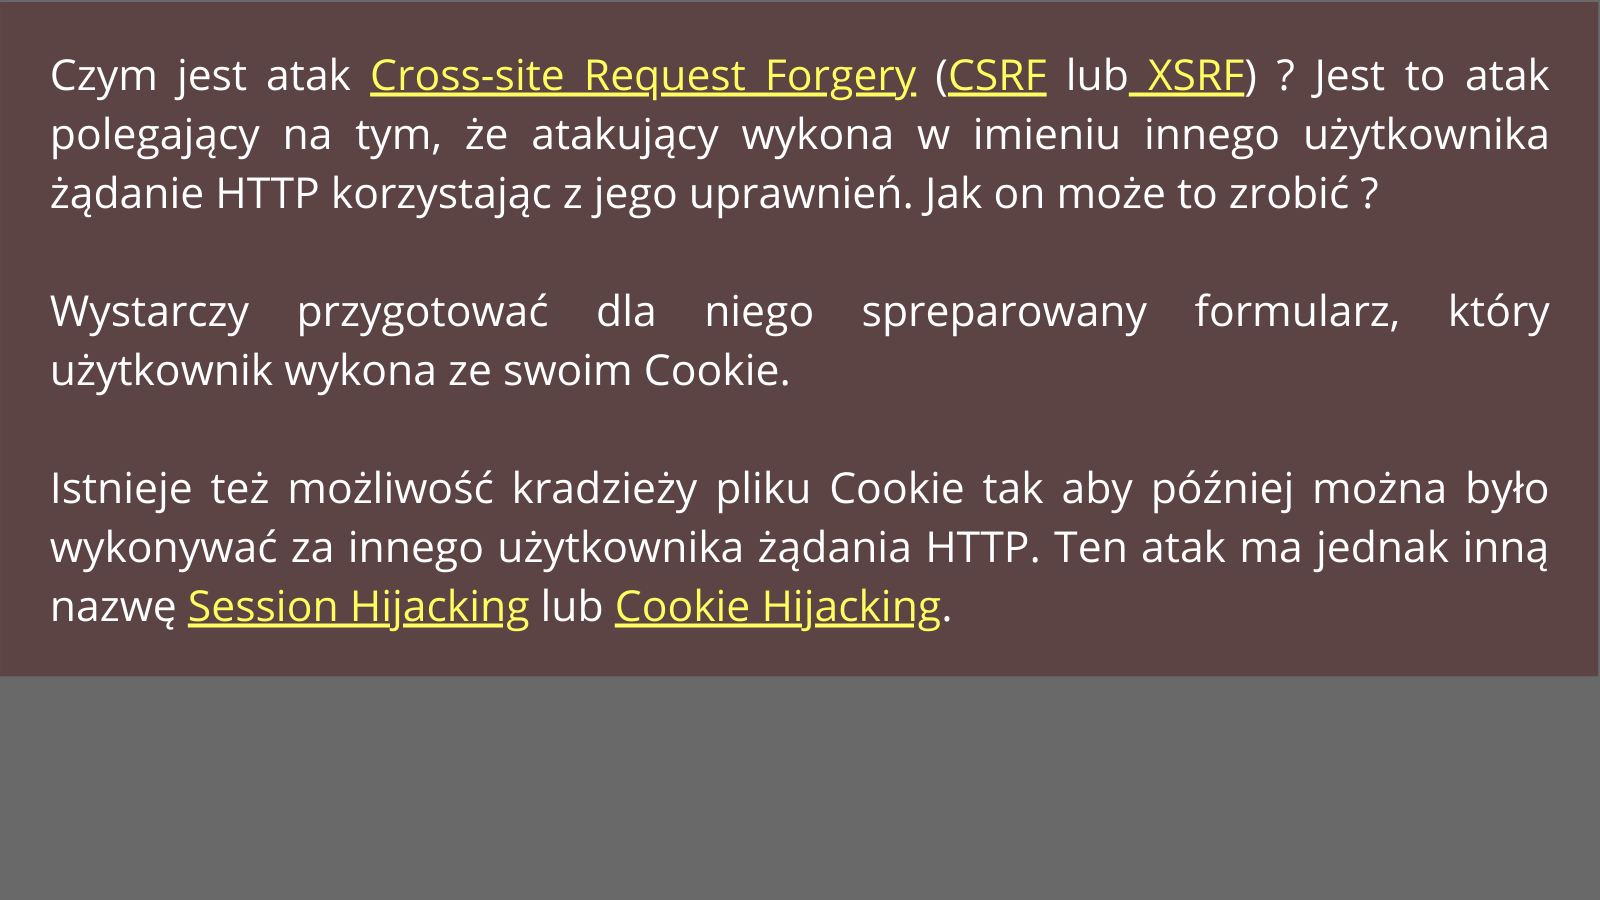 Czym jest atak Cross-site Request Forgery (CSRF lub XSRF) ? Jest to atak
polegający na tym, że atakujący wykona w imieniu innego użytkownika
żądanie HTTP korzystając z jego uprawnień. Jak on może to zrobić ?
Wystarczy przygotować dla niego spreparowany formularz, który
użytkownik wykona ze swoim Cookie.
Istnieje też możliwość kradzieży pliku Cookie tak aby później można było
wykonywać za innego użytkownika żądania HTTP. Ten atak ma jednak inną
nazwę Session Hijacking lub Cookie Hijacking.